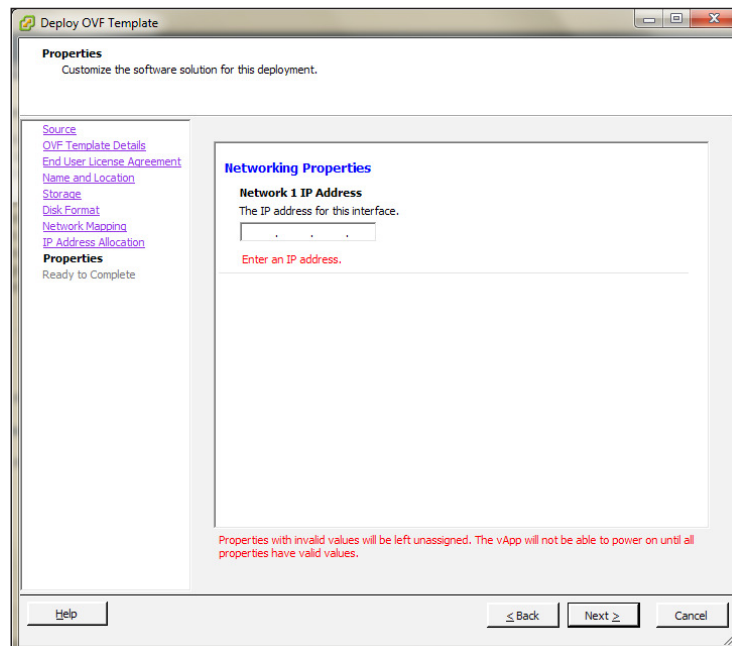 Deploy OVF Template
Properties
Customize the software solution for this deployment.
Source
OVF Template Details
End User License Agreement
Name and Location
Storage
Disk Format
Network Mapping
IP Address Allocation
Properties
Ready to Complete
Networking Properties
Network 1 IP Address
The IP address for this interface.
. . .
Enter an IP address.
Properties with invalid values will be left unassigned. The vApp will not be able to power on until all
properties have valid values.
Help
< Back
Next >
Cancel